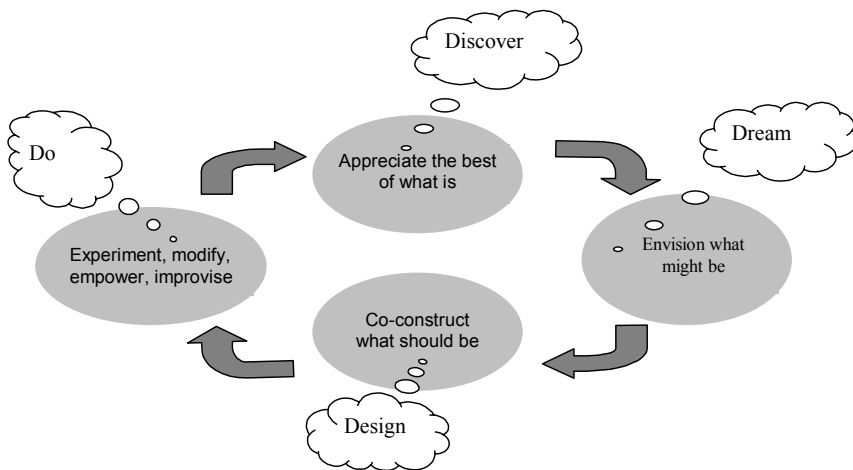 Discover
Appreciate the best
of what is
Dream
Envision what
might be
Co-construct
what should be
Design
Do
Experiment, modify,
empower, improvise